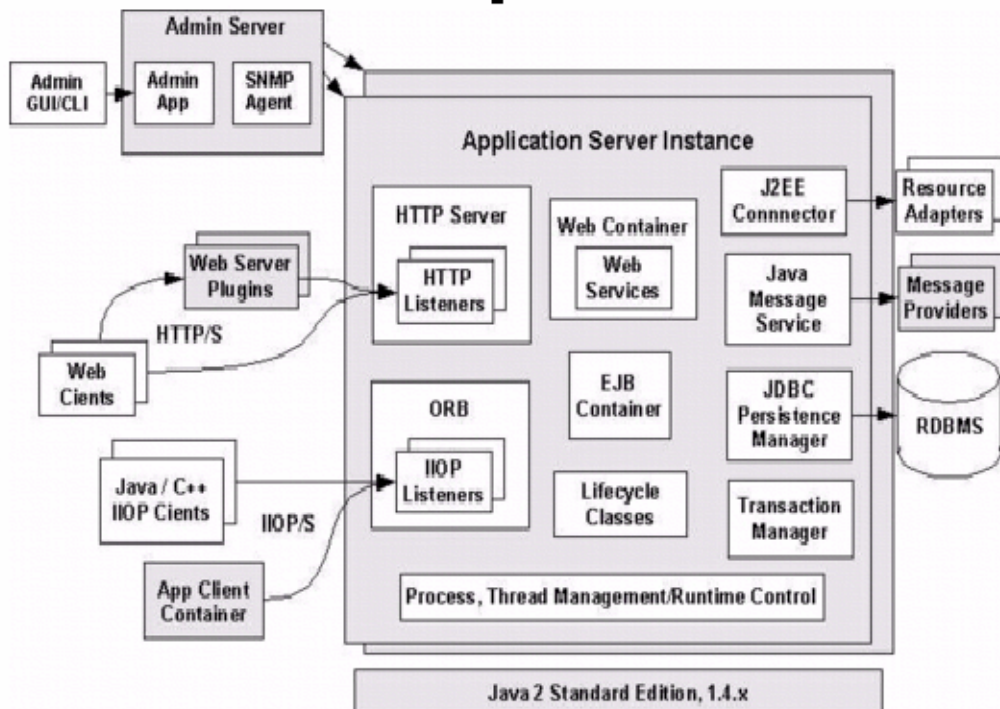 Admin Server
Admin
GUI/CLI
Admin
App
SNMP
Agent
Application Server Instance
HTTP Server
HTTP
Listeners
Web Container
Web
Services
J2EE
Connnector
Resource
Adapters
Web Server
Plugins
HTTP/S
Web
Cients
Java
Message
Service
Message
Providers
ORB
IIOP
Listeners
EJB
Container
JDBC
Persistence
Manager
RDBMS
Java / C++
IIOP Cients
IIOP/S
Lifecycle
Classes
Transaction
Manager
App Client
Container
Process, Thread Management/Runtime Control
Java 2 Standard Edition, 1.4.x